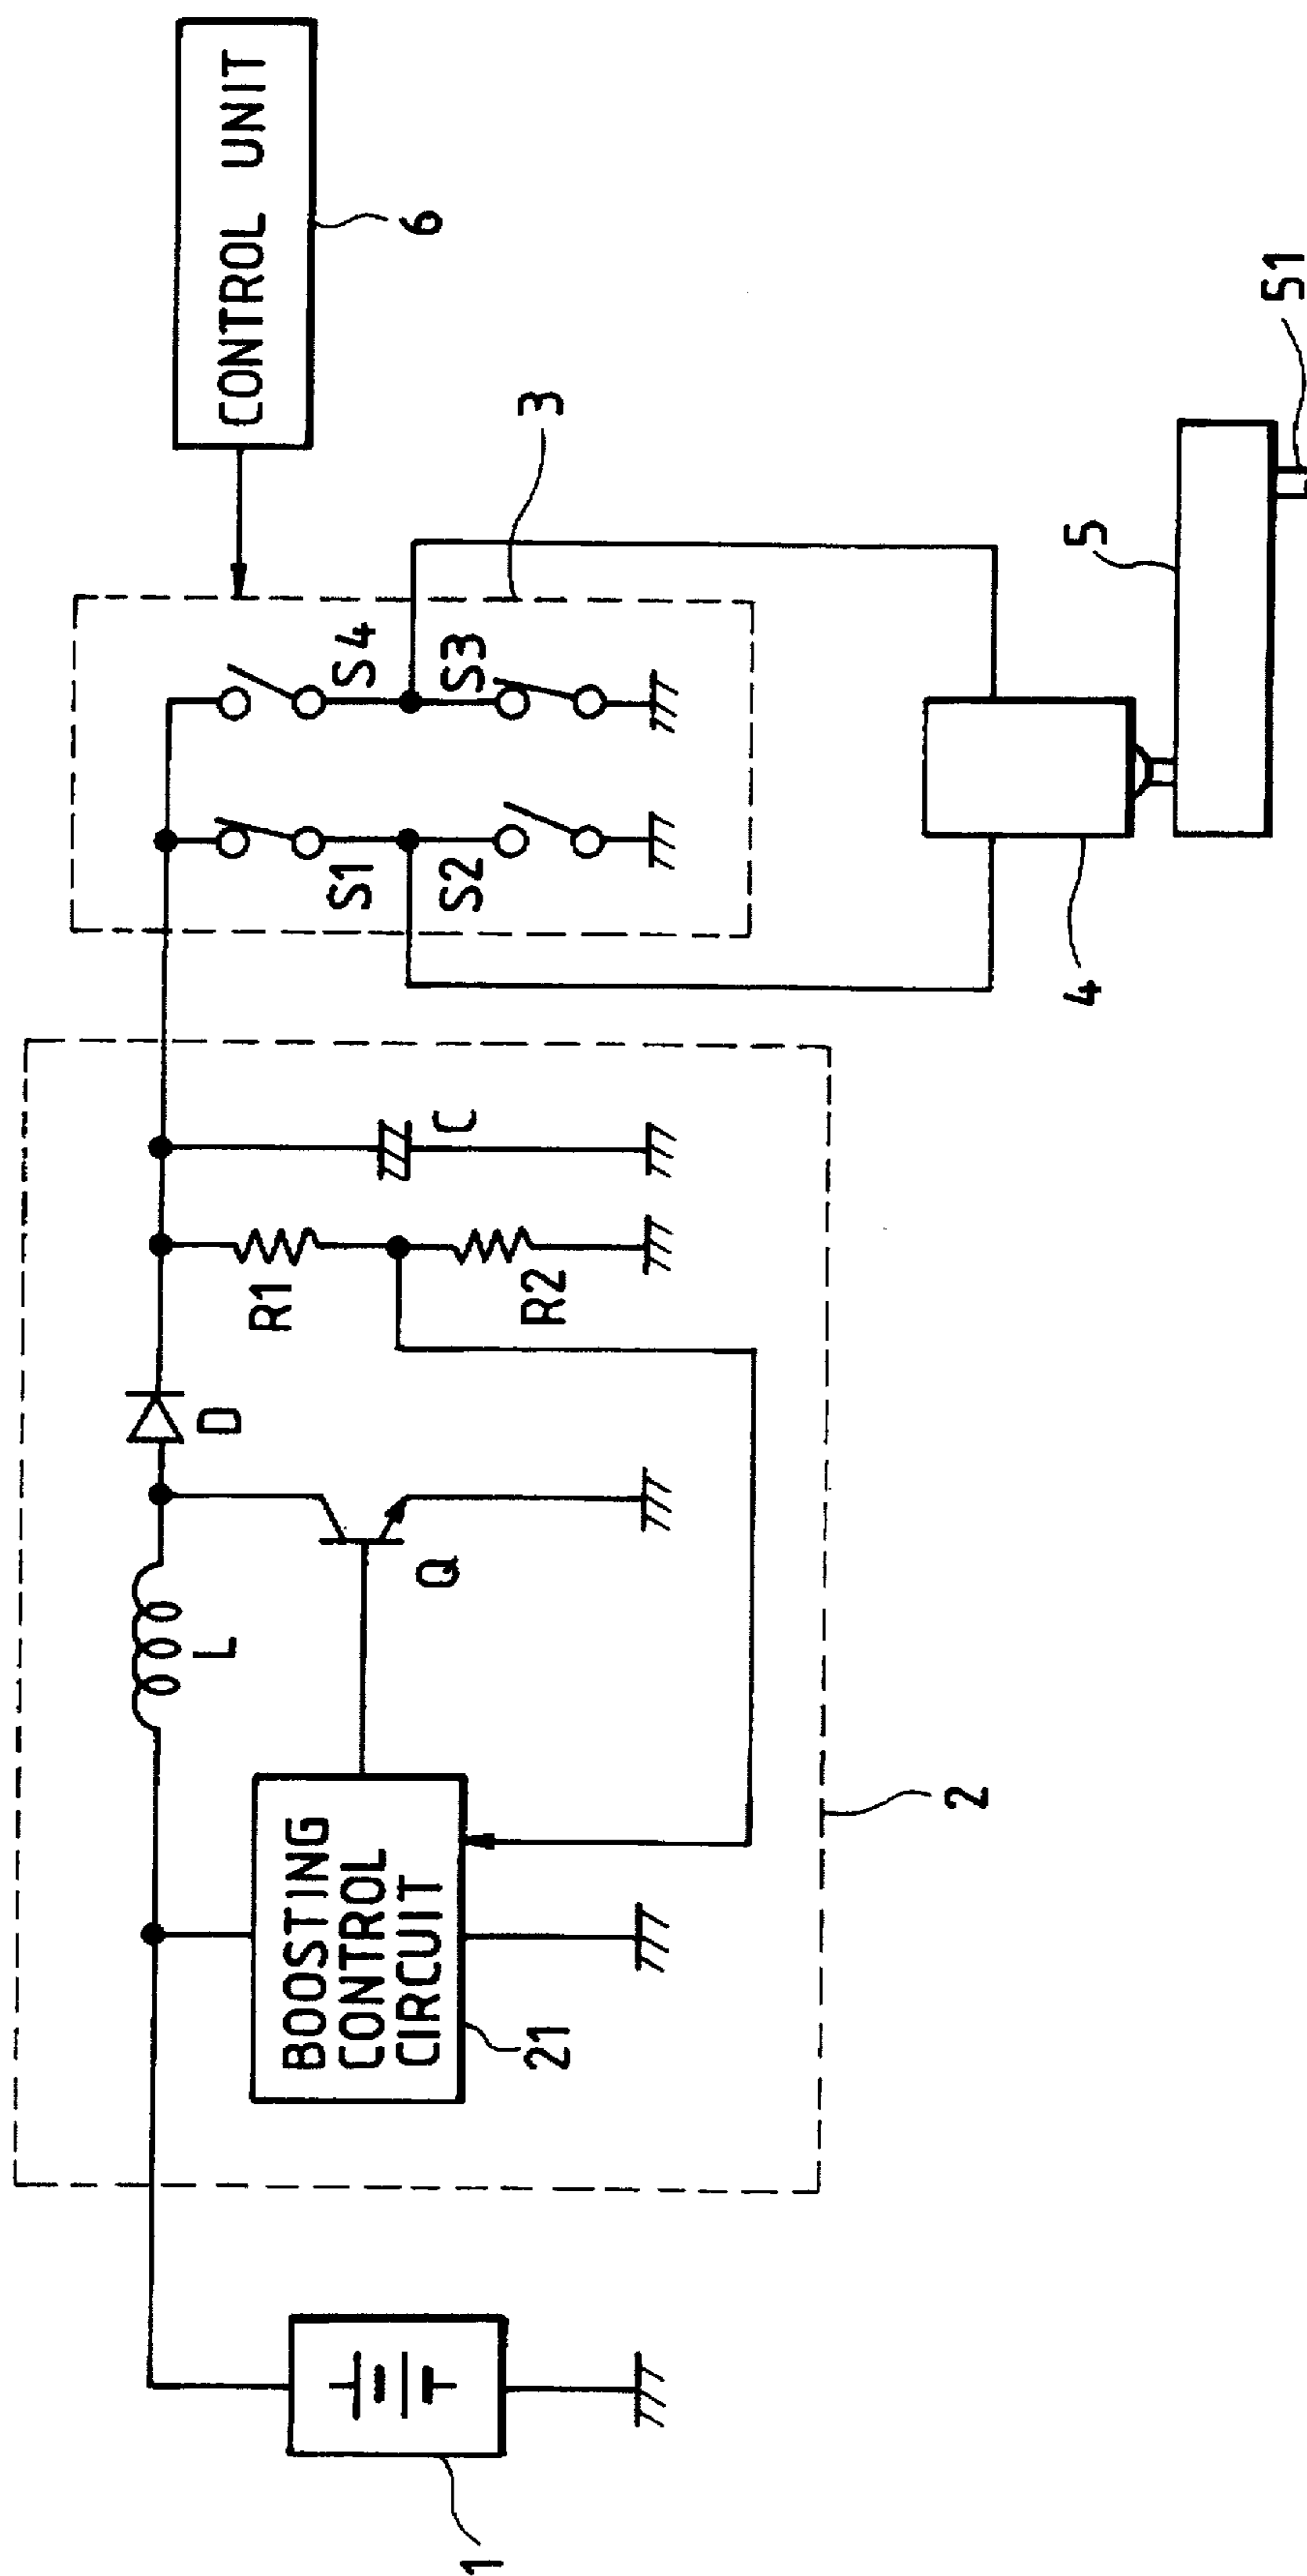 CONTROL UNIT
6
3
S4
S3
S1
S2
5
51
4
C
R1
R2
D
L
Q
BOOSTING
CONTROL
CIRCUIT
21
2
1